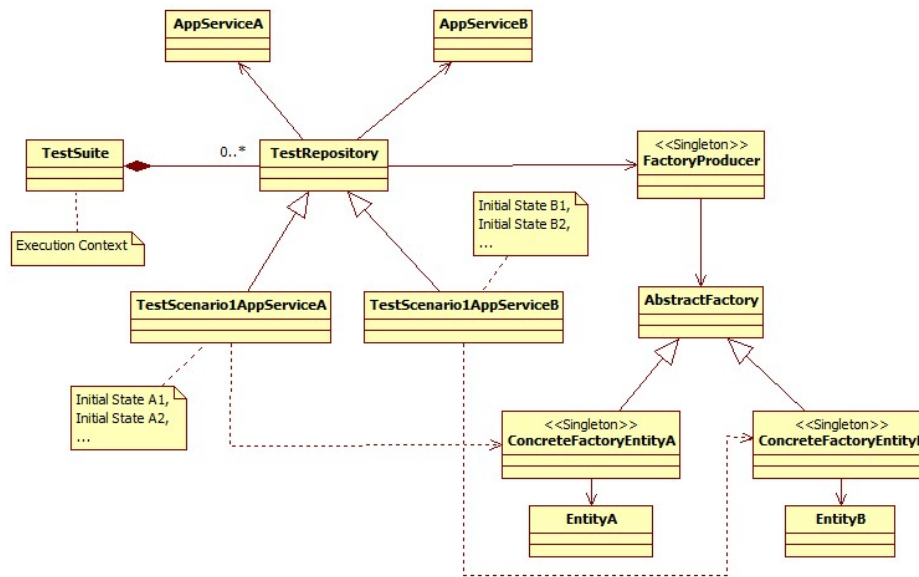 AppServiceA
AppServiceB
TestSuite
0..*
TestRepository
<<Singleton>>
FactoryProducer
Execution Context
Initial State B1,
Initial State B2,
...
TestScenario1AppServiceA
TestScenario1AppServiceB
AbstractFactory
Initial State A1,
Initial State A2,
...
<<Singleton>>
ConcreteFactoryEntityA
<<Singleton>>
ConcreteFactoryEntityB
EntityA
EntityB